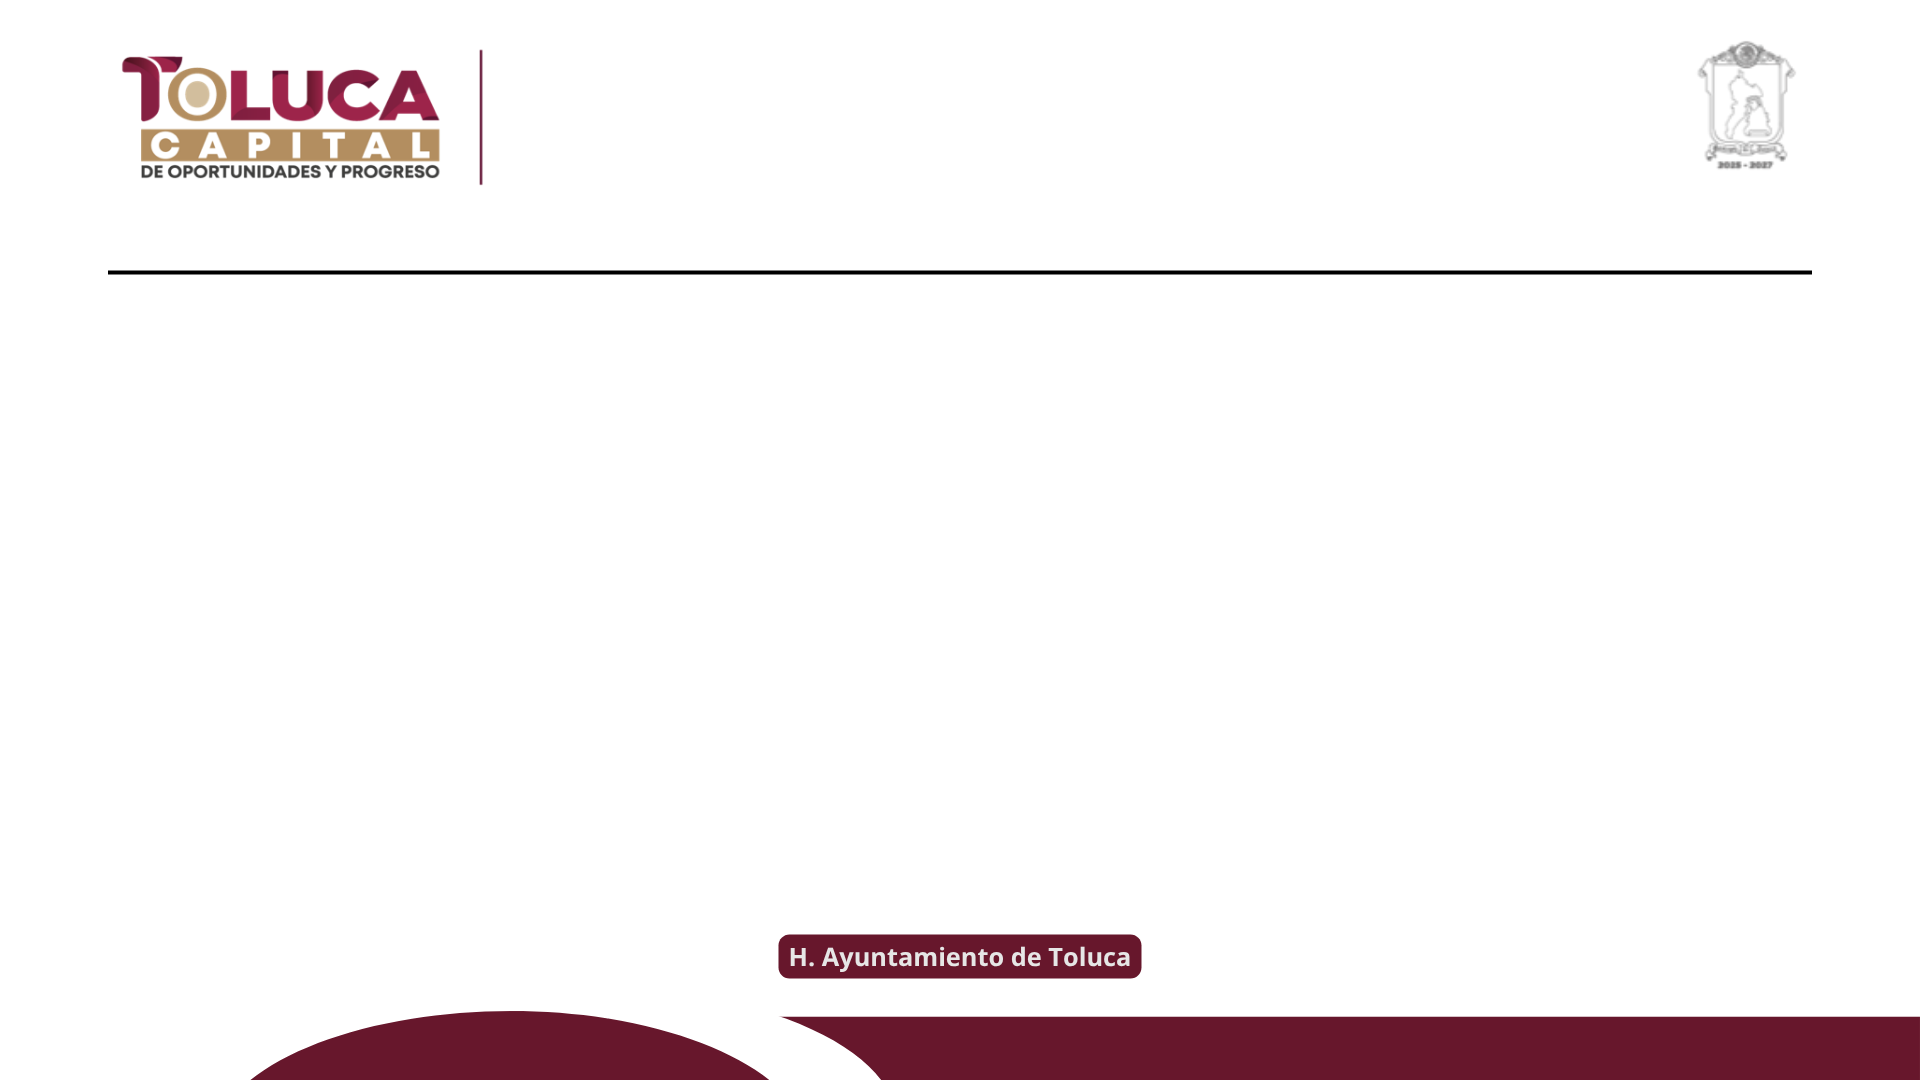 TOLUCA
CAPITAL
DE OPORTUNIDADES Y PROGRESO
2025 - 2027
H. Ayuntamiento de Toluca